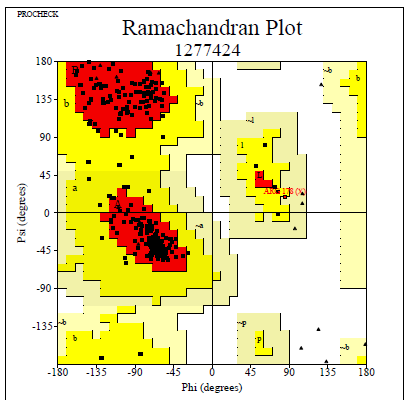 PROCHECK
Ramachandran Plot
1277424
180
135
90
45
0
-45
-90
-135
Psi (degrees)
B
b
~b
~b
b
~l
l
L
a
A
~a
~b
b
~p
p
~b
-180
-135
-90
-45
0
45
90
135
180
Phi (degrees)